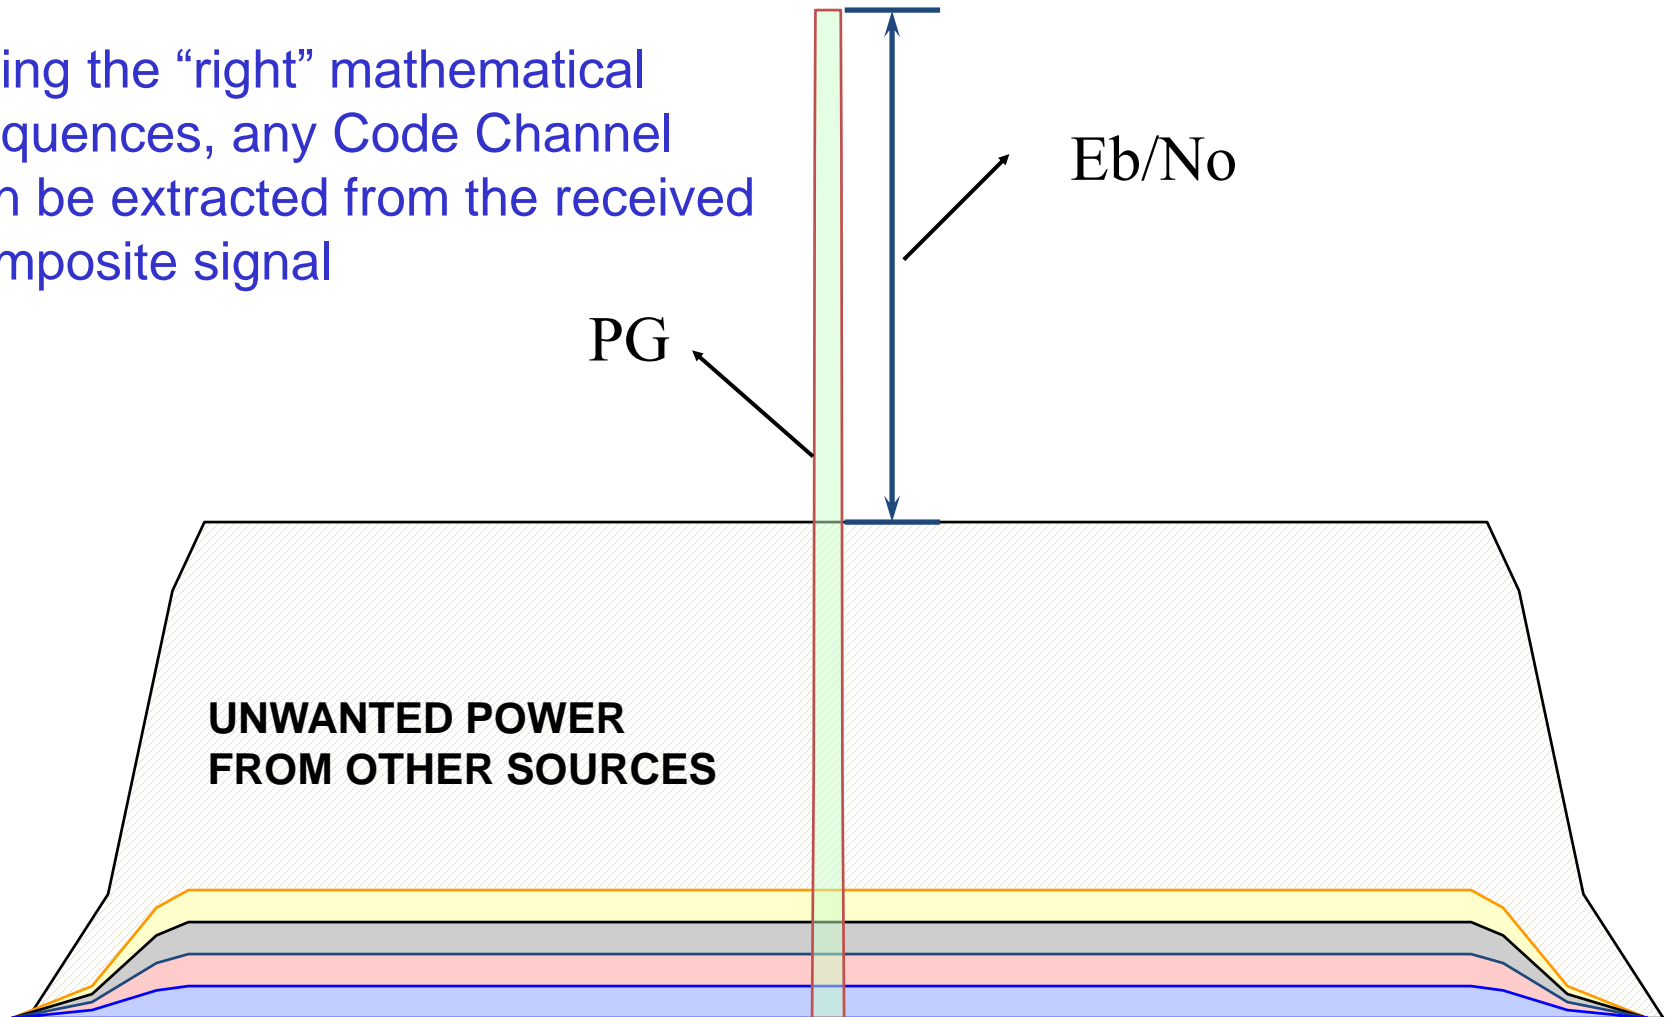 ing the “right” mathematical
quences, any Code Channel
n be extracted from the received
mposite signal
Eb/No
PG
UNWANTED POWER
FROM OTHER SOURCES